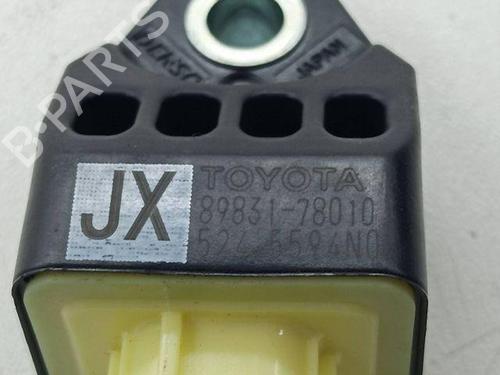 DENSO
JAPAN
B-PARTS
JX
TOYOTA
89831-78010